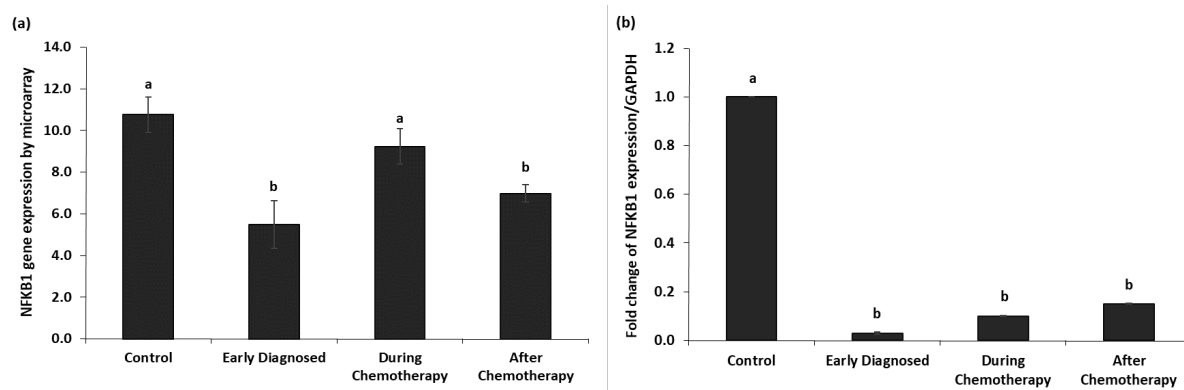 (a)
NFKB1 gene expression by microarray
14.0
12.0
10.0
8.0
6.0
4.0
2.0
0.0
a
b
a
b
Control
Early Diagnosed
During
Chemotherapy
After
Chemotherapy
(b)
Fold change of NFKB1 expression/GAPDH
1.2
1.0
0.8
0.6
0.4
0.2
0.0
a
b
b
b
Control
Early Diagnosed
During
Chemotherapy
After
Chemotherapy